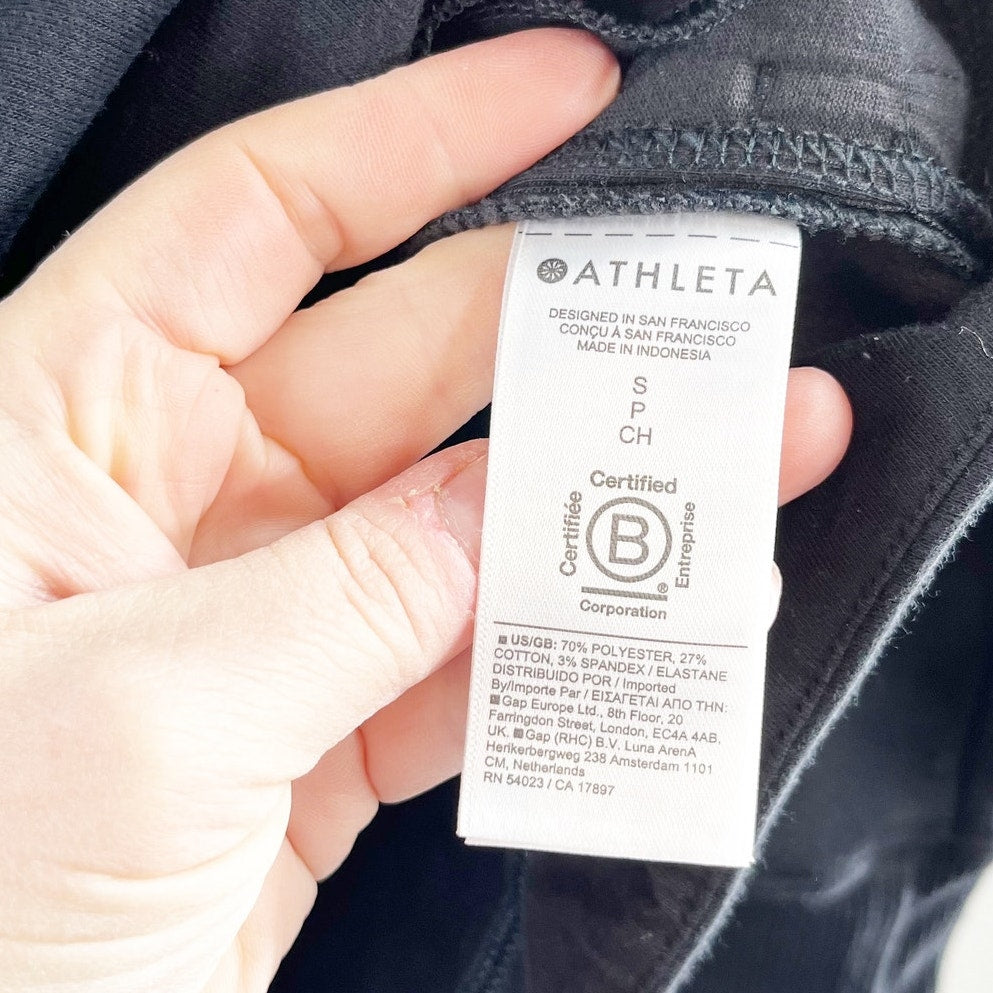 ATHLETA
DESIGNED IN SAN FRANCISCO
CONÇU À SAN FRANCISCO
MADE IN INDONESIA
S
P
CH
Certified
Certifiée
B
Entreprise
®
Corporation
US/GB: 70% POLYESTER, 27%
COTTON, 3% SPANDEX / ELASTANE
DISTRIBUIDO POR / Imported
By/Importe Par / ΕΙΣΑΓΕΤΑΙ ΑΠΟ ΤΗΝ:
Gap Europe Ltd., 8th Floor, 20
Farringdon Street, London, EC4A 4AB,
UK. Gap (RHC) B.V. Luna ArenA
Herikerbergweg 238 Amsterdam 1101
CM, Netherlands
RN 54023 / CA 17897